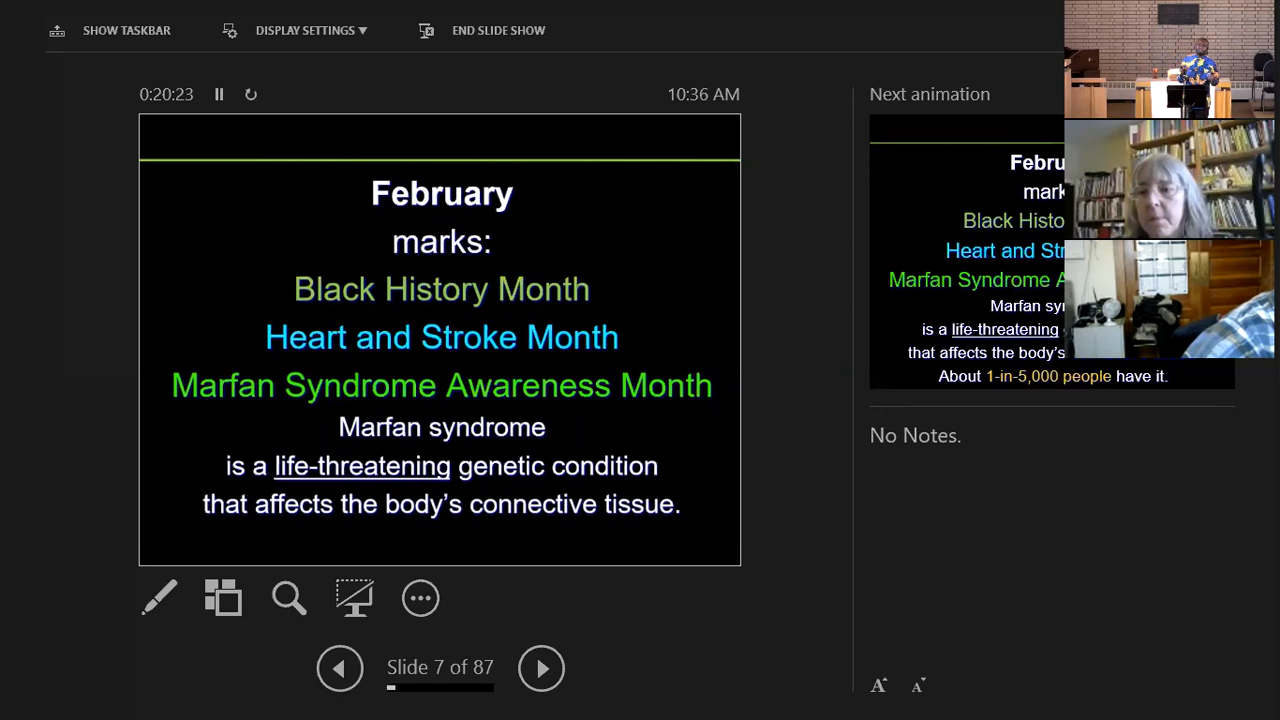 SHOW TASKBAR
DISPLAY SETTINGS
END SLIDE SHOW
0:20:23
10:36 AM
February
marks:
Black History Month
Heart and Stroke Month
Marfan Syndrome Awareness Month
Marfan syndrome
is a life-threatening genetic condition
that affects the body's connective tissue.
Slide 7 of 87
Next animation
Febru
mark
Black Histo
Heart and Str
Marfan Syndrome A
Marfan sy
is a life-threatening
that affects the body's
About 1-in-5,000 people have it.
No Notes.
A
A